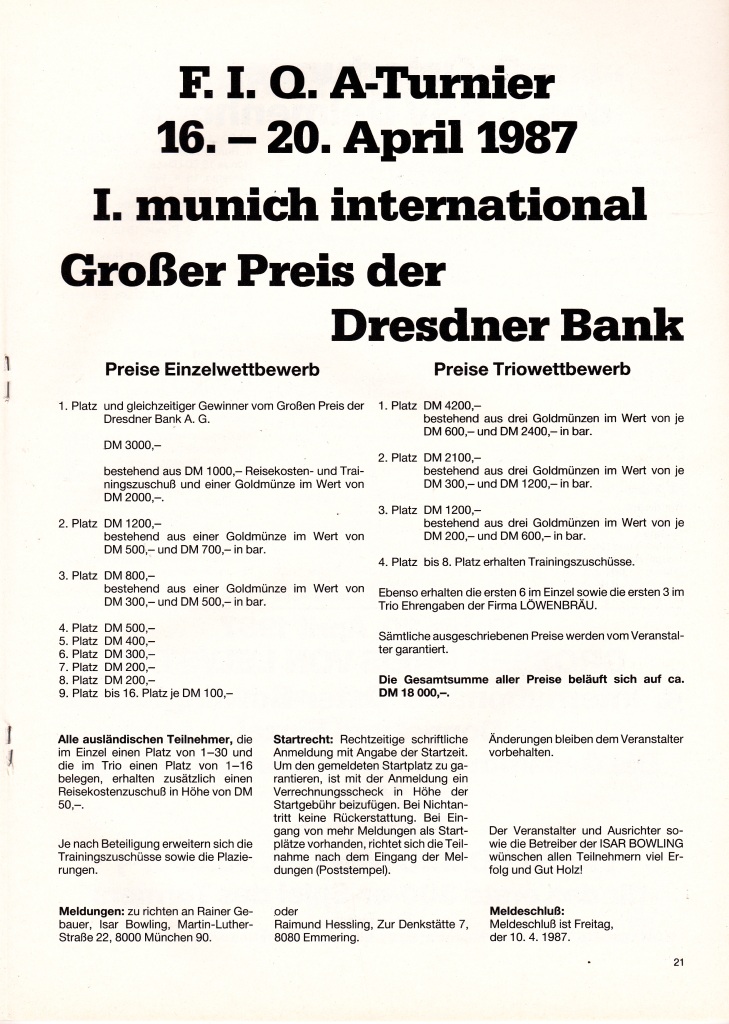 F. I. Q. A-Turnier
16. – 20. April 1987
I. munich international
Großer Preis der
Dresdner Bank
Preise Einzelwettbewerb
1. Platz und gleichzeitiger Gewinner vom Großen Preis der
Dresdner Bank A. G.
DM 3000,–
bestehend aus DM 1000,– Reisekosten- und Trai-
ningszuschuß und einer Goldmünze im Wert von
DM 2000,–.
2. Platz DM 1200,–
bestehend aus einer Goldmünze im Wert von
DM 500,– und DM 700,– in bar.
3. Platz DM 800,–
bestehend aus einer Goldmünze im Wert von
DM 300,– und DM 500,– in bar.
4. Platz DM 500,–
5. Platz DM 400,–
6. Platz DM 300,–
7. Platz DM 200,–
8. Platz DM 200,–
9. Platz bis 16. Platz je DM 100,–
Preise Triowettbewerb
1. Platz DM 4200,–
bestehend aus drei Goldmünzen im Wert von je
DM 600,– und DM 2400,– in bar.
2. Platz DM 2100,–
bestehend aus drei Goldmünzen im Wert von je
DM 300,– und DM 1200,– in bar.
3. Platz DM 1200,–
bestehend aus drei Goldmünzen im Wert von je
DM 200,– und DM 600,– in bar.
4. Platz bis 8. Platz erhalten Trainingszuschüsse.
Ebenso erhalten die ersten 6 im Einzel sowie die ersten 3 im
Trio Ehrengaben der Firma LÖWENBRÄU.
Sämtliche ausgeschriebenen Preise werden vom Veranstal-
ter garantiert.
Die Gesamtsumme aller Preise beläuft sich auf ca.
DM 18 000,–.
Alle ausländischen Teilnehmer, die
im Einzel einen Platz von 1–30 und
die im Trio einen Platz von 1–16
belegen, erhalten zusätzlich einen
Reisekostenzuschuß in Höhe von DM
50,–.
Je nach Beteiligung erweitern sich die
Trainingszuschüsse sowie die Plazie-
rungen.
Meldungen: zu richten an Rainer Ge-
bauer, Isar Bowling, Martin-Luther-
Straße 22, 8000 München 90.
Startrecht: Rechtzeitige schriftliche
Anmeldung mit Angabe der Startzeit.
Um den gemeldeten Startplatz zu ga-
rantieren, ist mit der Anmeldung ein
Verrechnungsscheck in Höhe der
Startgebühr beizufügen. Bei Nichtan-
tritt keine Rückerstattung. Bei Ein-
gang von mehr Meldungen als Start-
plätze vorhanden, richtet sich die Teil-
nahme nach dem Eingang der Mel-
dungen (Poststempel).
oder
Raimund Hessling, Zur Denkstätte 7,
8080 Emmering.
Änderungen bleiben dem Veranstalter
vorbehalten.
Der Veranstalter und Ausrichter so-
wie die Betreiber der ISAR BOWLING
wünschen allen Teilnehmern viel Er-
folg und Gut Holz!
Meldeschluß:
Meldeschluß ist Freitag,
der 10. 4. 1987.
21